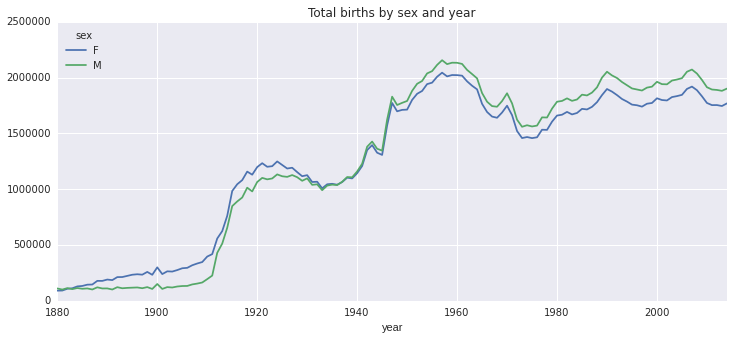 Total births by sex and year
2500000
sex
F
M
2000000
1500000
1000000
500000
0
1880 1900 1920 1940 1960 1980 2000
year